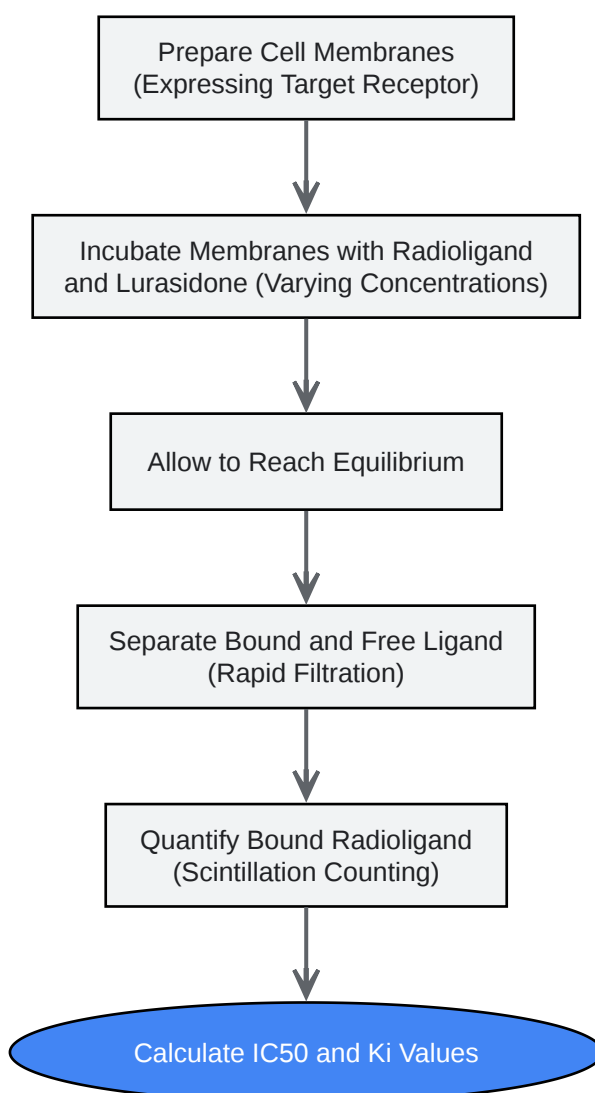 Prepare Cell Membranes
(Expressing Target Receptor)
Incubate Membranes with Radioligand
and Lurasidone (Varying Concentrations)
Allow to Reach Equilibrium
Separate Bound and Free Ligand
(Rapid Filtration)
Quantify Bound Radioligand
(Scintillation Counting)
Calculate IC50 and Ki Values